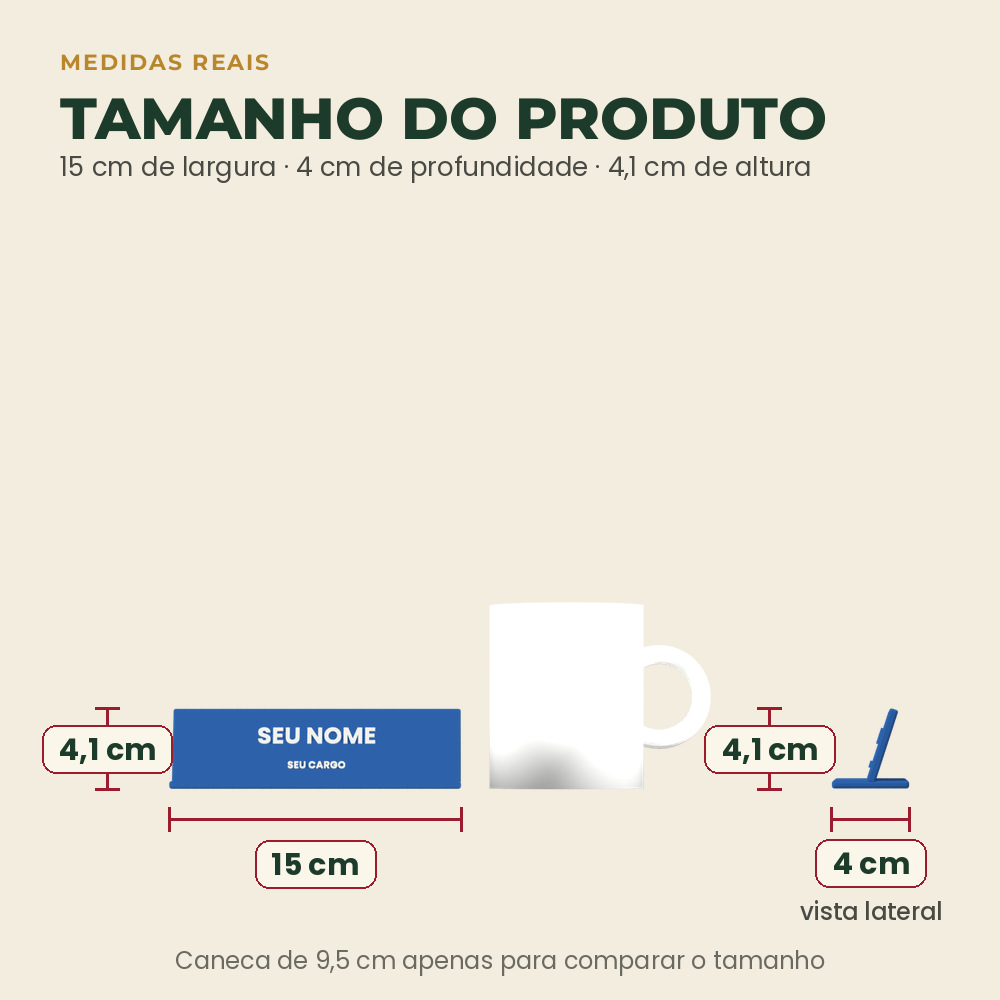 MEDIDAS REAIS
TAMANHO DO PRODUTO
15 cm de largura · 4 cm de profundidade · 4,1 cm de altura
4,1 cm
SEU NOME
SEU CARGO
4,1 cm
15 cm
4 cm
vista lateral
Caneca de 9,5 cm apenas para comparar o tamanho